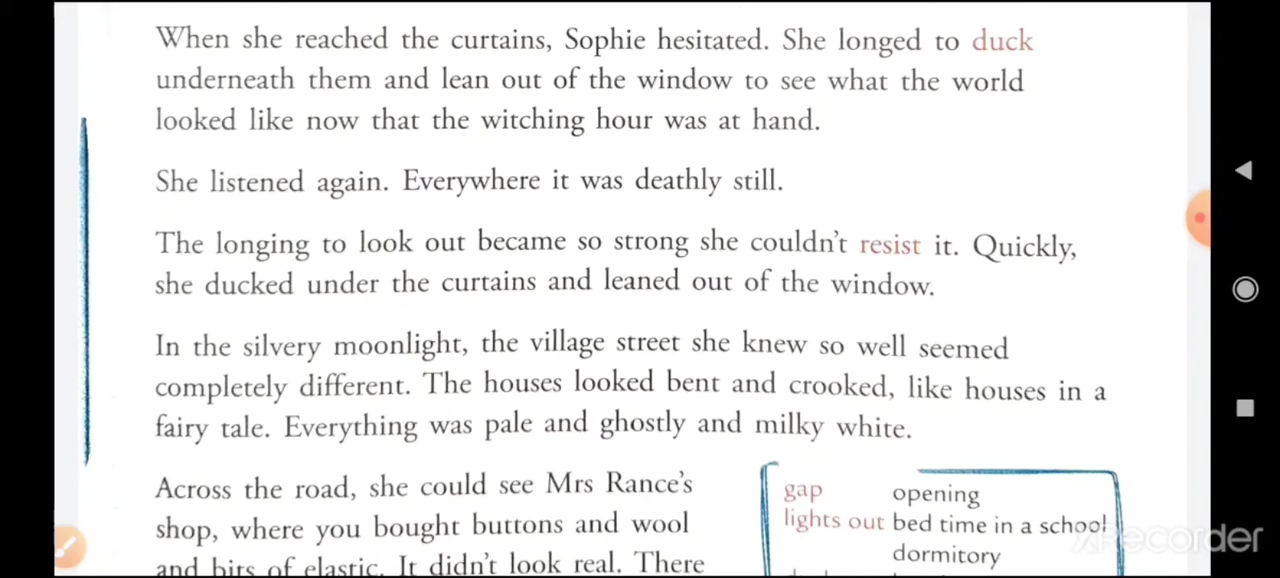 When she reached the curtains, Sophie hesitated. She longed to duck
underneath them and lean out of the window to see what the world
looked like now that the witching hour was at hand.
She listened again. Everywhere it was deathly still.
The longing to look out became so strong she couldn't resist it. Quickly,
she ducked under the curtains and leaned out of the window.
In the silvery moonlight, the village street she knew so well seemed
completely different. The houses looked bent and crooked, like houses in a
fairy tale. Everything was pale and ghostly and milky white.
Across the road, she could see Mrs Rance's
shop, where you bought buttons and wool
and bits of elastic. It didn't look real. There
gap opening
lights out bed time in a school
dormitory
XRecorder